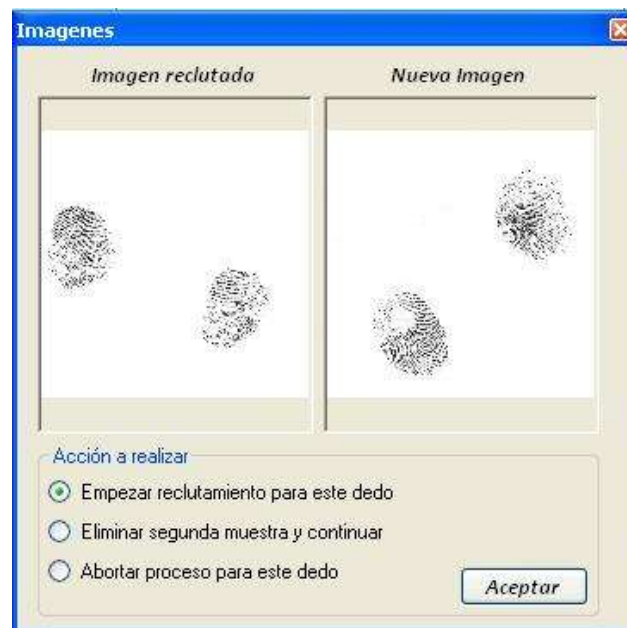 Imagenes
Imagen reclutada
Nueva Imagen
Acción a realizar
Empezar reclutamiento para este dedo
Eliminar segunda muestra y continuar
Abortar proceso para este dedo
Aceptar